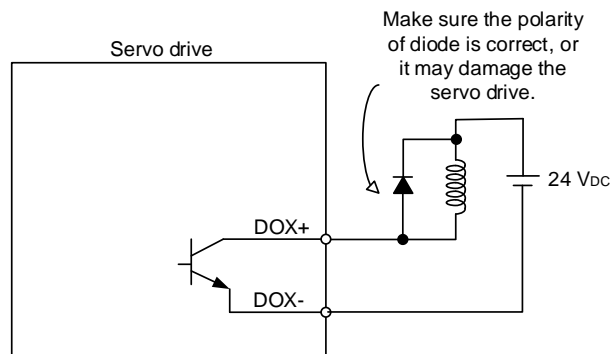 Make sure the polarity
of diode is correct, or
it may damage the
servo drive.
Servo drive
24 VDC
DOX+
DOX-